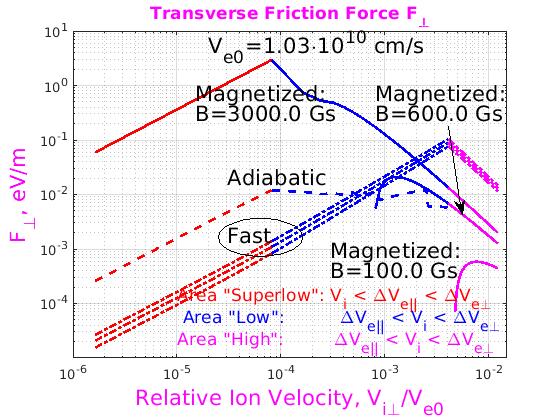 Transverse Friction Force F⊥
V_e0=1.03·10^10 cm/s
Magnetized:
B=3000.0 Gs
Magnetized:
B=600.0 Gs
Adiabatic
Fast
Magnetized:
B=100.0 Gs
Area "Superlow": V_i < ΔV_e|| < ΔV_e⊥
Area "Low": ΔV_e|| < V_i < ΔV_e⊥
Area "High": ΔV_e|| < V_i < ΔV_e⊥
F⊥, eV/m
10^1
10^0
10^-1
10^-2
10^-3
10^-4
10^-6 10^-5 10^-4 10^-3 10^-2
Relative Ion Velocity, V_i⊥/V_e0